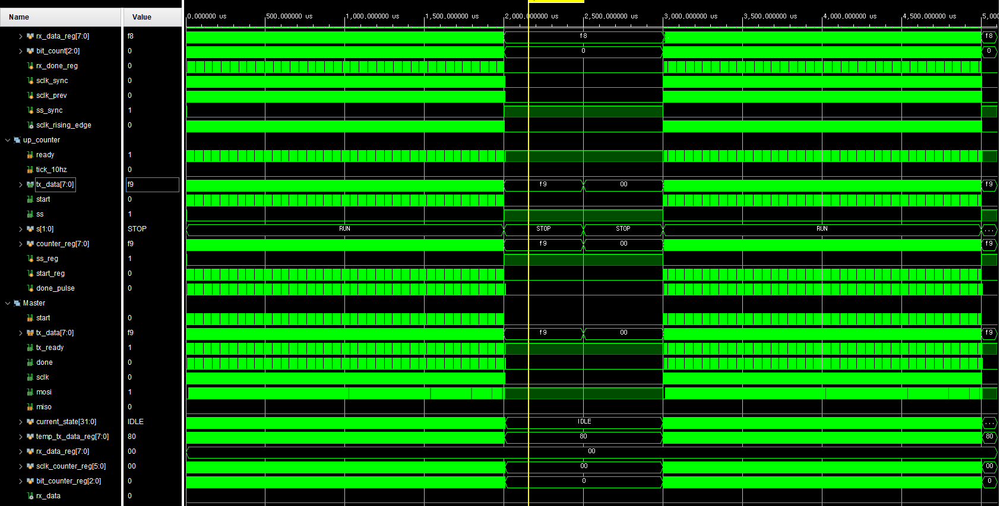 Name Value 0,000000 us 500,000000 us 1,000,000000 us 1,500,000000 us 2,000,000000 us 2,500,000000 us 3,000,000000 us 3,500,000000 us 4,000,000000 us 4,500,000000 us 5,000
rx_data_reg[7:0] f8 f8 f8
bit_count[2:0] 0 0 0
rx_done_reg 0
sclk_sync 0
sclk_prev 0
ss_sync 1
sclk_rising_edge 0
up_counter
ready 1
tick_10hz 0
tx_data[7:0] f9 f9 00 f9
start 0
ss 1
s[1:0] STOP RUN STOP STOP RUN ...
counter_reg[7:0] f9 f9 00 f9
ss_reg 1
start_reg 0
done_pulse 0
Master
start 0
tx_data[7:0] f9 f9 00 f9
tx_ready 1
done 0
sclk 0
mosi 1
miso 0
current_state[31:0] IDLE IDLE ...
temp_tx_data_reg[7:0] 80 80 80
rx_data_reg[7:0] 00 00
sclk_counter_reg[5:0] 00 00 00
bit_counter_reg[2:0] 0 0 0
rx_data 0